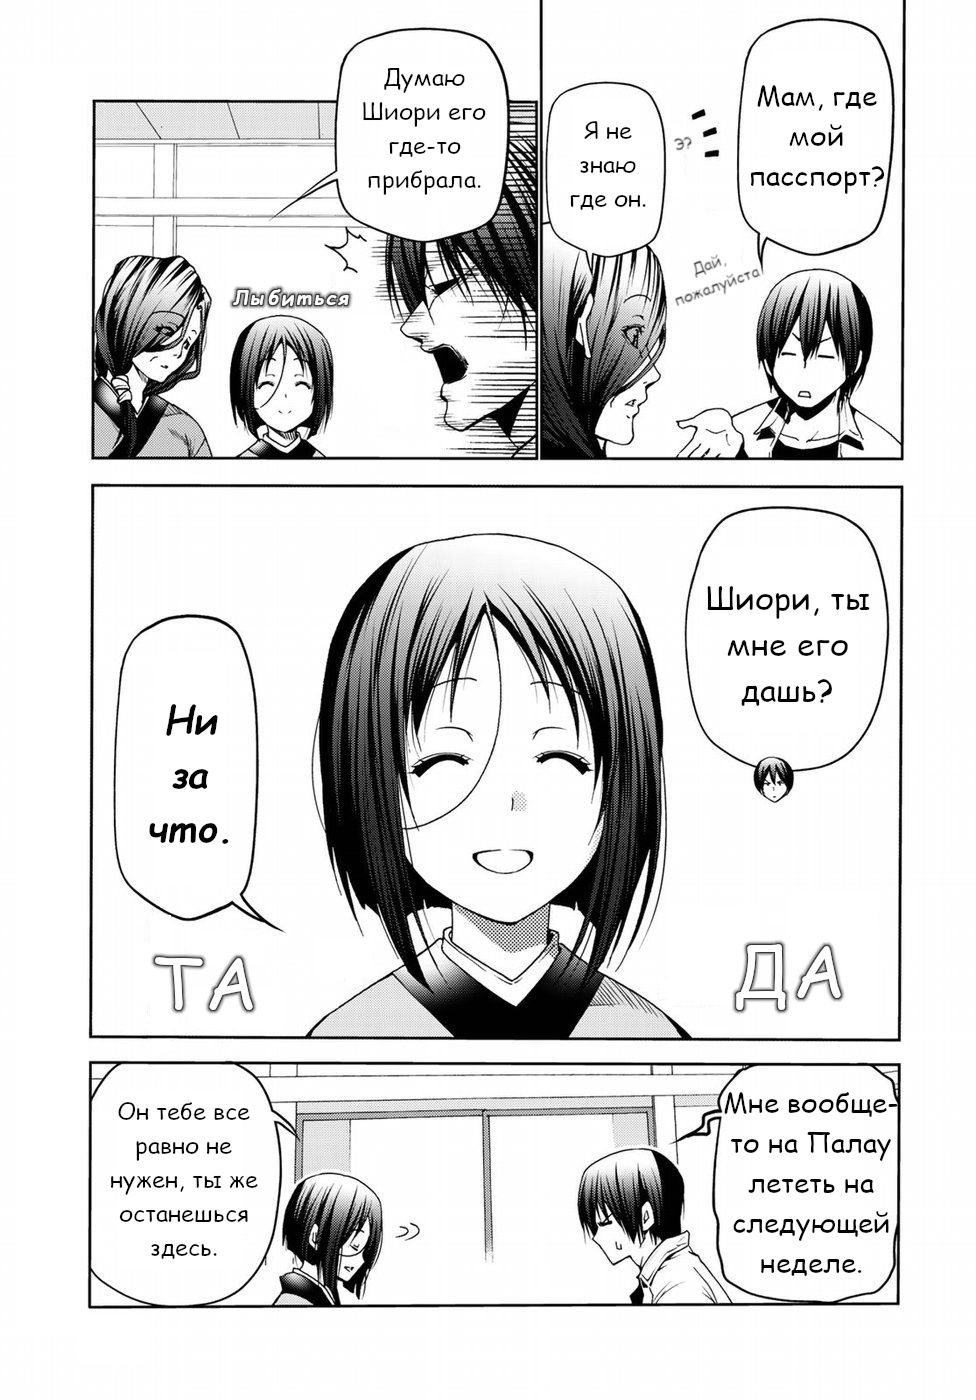 Мам, где
мой
пасспорт?
Дай,
пожалуйста
Э?
Я не
знаю
где он.
Думаю
Шиори его
где-то
прибрала.
Лыбиться
Шиори, ты
мне его
дашь?
Ни
за
что.
ТА ДА
Мне вообще-
то на Палау
лететь на
следующей
неделе.
Он тебе все
равно не
нужен, ты же
останешься
здесь.